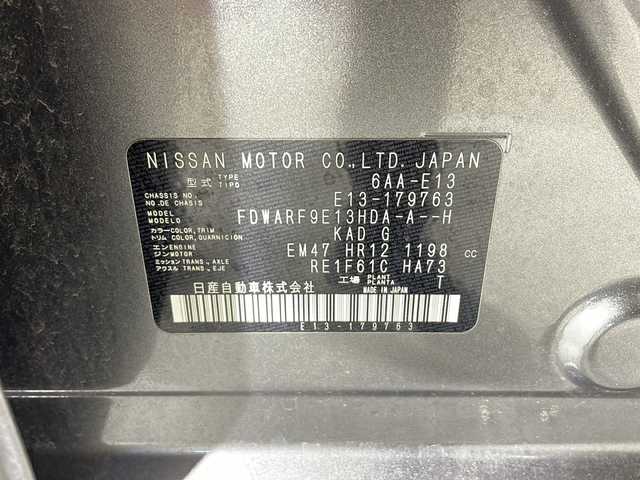 NISSAN MOTOR CO.,LTD. JAPAN
型式 TYPE TIPO 6AA-E13
CHASSIS NO. NO.DE CHASIS E13-179763
MODEL MODELO FDWARF9E13HDA-A--H
カラー COLOR,TRIM トリム COLOR,GUARNICION KAD G
エンジン ENGINE MOTOR EM47 HR12 1198 cc
ミッション TRANS., AXLE アクスル TRANS., EJE RE1F61C HA73
工場 PLANT PLANTA T
日産自動車株式会社 MADE IN JAPAN
E13-179763